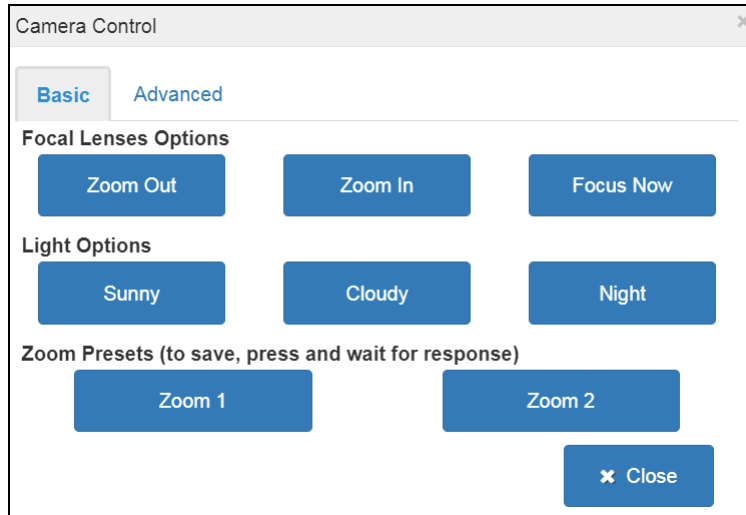 Camera Control ×
Basic Advanced
Focal Lenses Options
Zoom Out Zoom In Focus Now
Light Options
Sunny Cloudy Night
Zoom Presets (to save, press and wait for response)
Zoom 1 Zoom 2
✖ Close